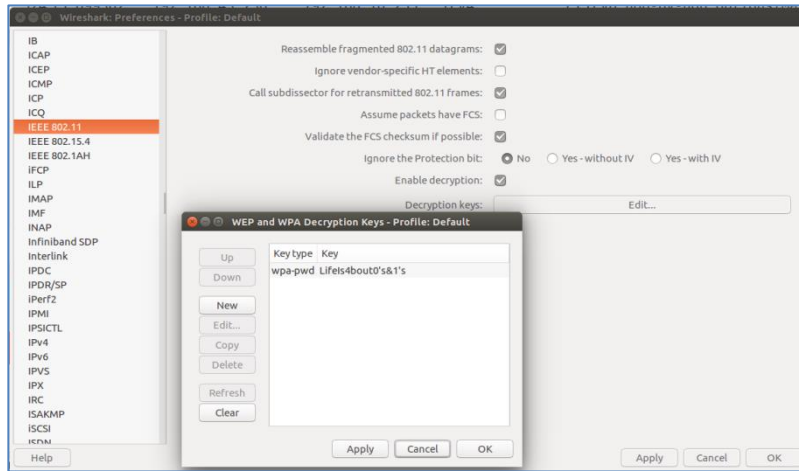 Wireshark: Preferences - Profile: Default
IB
ICAP
ICEP
ICMP
ICP
ICQ
IEEE 802.11
IEEE 802.15.4
IEEE 802.1AH
iFCP
ILP
IMAP
IMF
INAP
Infiniband SDP
Interlink
IPDC
IPDR/SP
iPerf2
IPMI
IPSICTL
IPv4
IPv6
IPVS
IPX
IRC
ISAKMP
iSCSI
ISDN
Help
Reassemble fragmented 802.11 datagrams:
Ignore vendor-specific HT elements:
Call subdissector for retransmitted 802.11 frames:
Assume packets have FCS:
Validate the FCS checksum if possible:
Ignore the Protection bit: No Yes - without IV Yes - with IV
Enable decryption:
Decryption keys: Edit...
WEP and WPA Decryption Keys - Profile: Default
Up
Down
New
Edit...
Copy
Delete
Refresh
Clear
Key type Key
wpa-pwd LifeIs4bout0's&1's
Apply Cancel OK
Apply Cancel OK